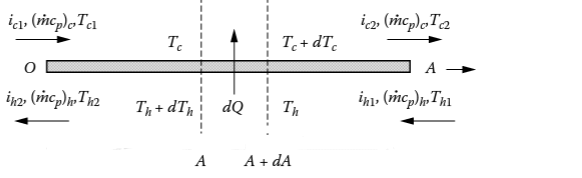 i_c1, (ṁc_p)_c, T_c1 i_c2, (ṁc_p)_c, T_c2
T_c T_c + dT_c
O A
i_h2, (ṁc_p)_h, T_h2 T_h + dT_h dQ T_h i_h1, (ṁc_p)_h, T_h1
A A + dA